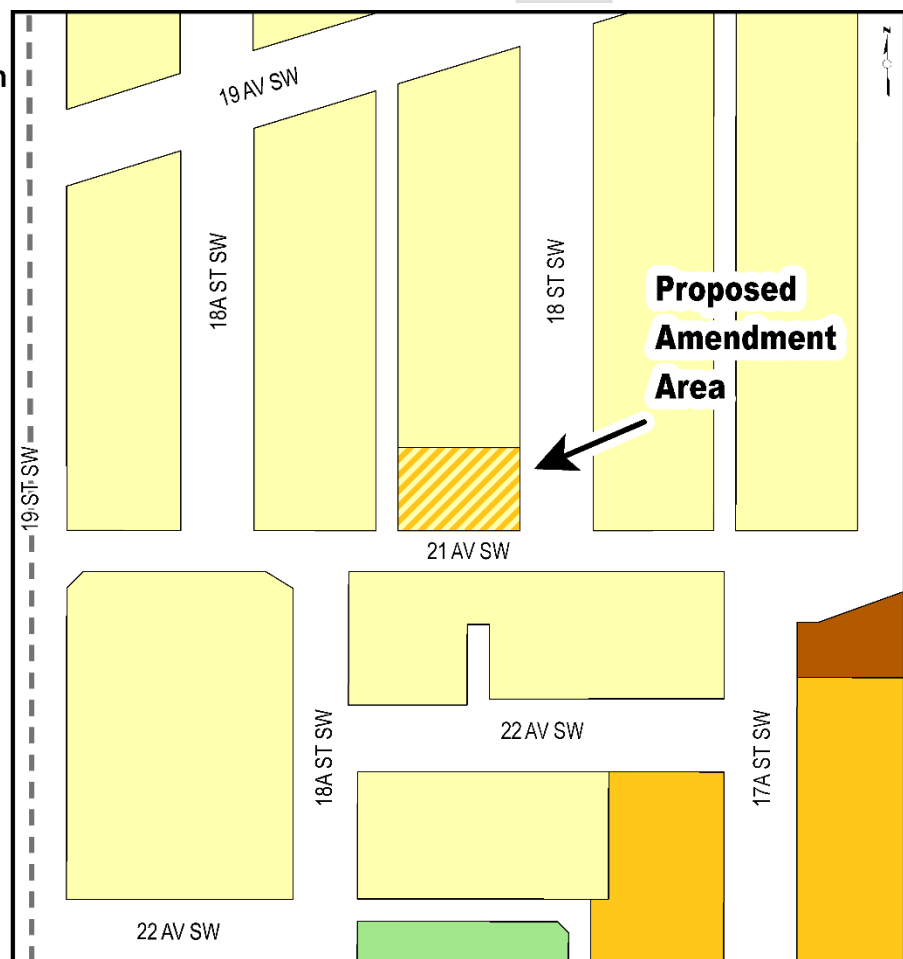 19 AV SW
18A ST SW
18 ST SW
Proposed
Amendment
Area
19 ST SW
21 AV SW
22 AV SW
18A ST SW
17A ST SW
22 AV SW